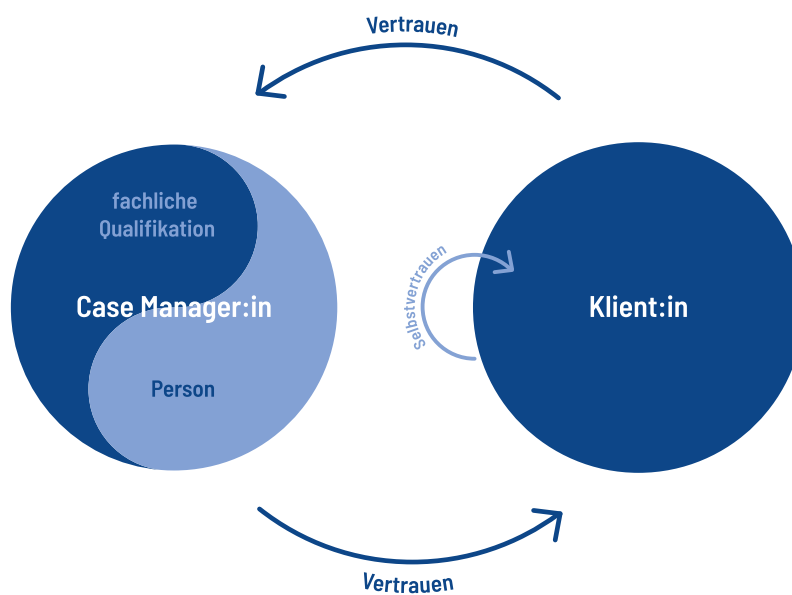 Vertrauen
fachliche
Qualifikation
Case Manager:in
Person
Selbstvertrauen
Klient:in
Vertrauen